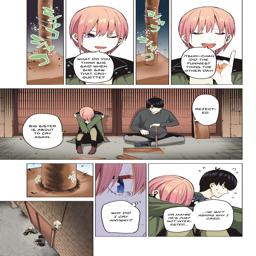 ITSUKI-CHAN
DID THE
FUNNIEST
THING THE
OTHER DAY!
WHAT DO YOU
THINK SHE
SAID WHEN
SHE SAW
THAT CRO-
QUETTE?
REJECT-
ED.
BIG SISTER
IS ABOUT
TO CRY
AGAIN.
...HE ISN'T
ASKING WHY I
CRIED.
OR MAYBE
HE'S JUST
NOT INTER-
ESTED.
WHY DID
I CRY
ANYWAY?